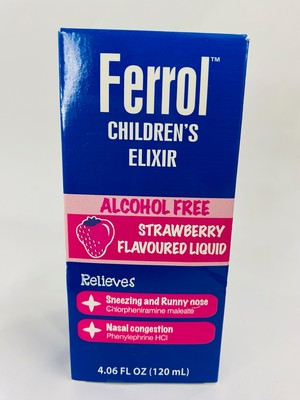 Ferrol™
CHILDREN'S
ELIXIR
ALCOHOL FREE
STRAWBERRY
FLAVOURED LIQUID
Relieves
Sneezing and Runny nose
Chlorpheniramine maleate
Nasal congestion
Phenylephrine HCl
4.06 FL OZ (120 mL)